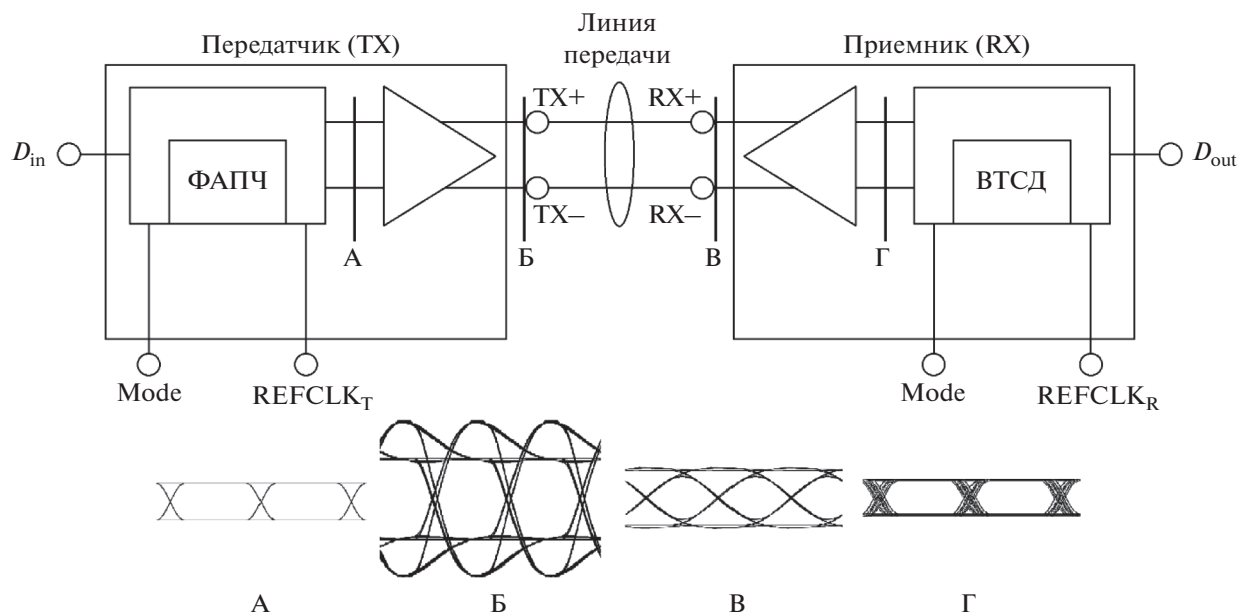 Передатчик (TX)
Линия
передачи
Приемник (RX)
TX+
RX+
D_in
ФАПЧ
ВТСД
D_out
TX–
RX–
А
Б
В
Г
Mode
REFCLK_T
Mode
REFCLK_R
А
Б
В
Г